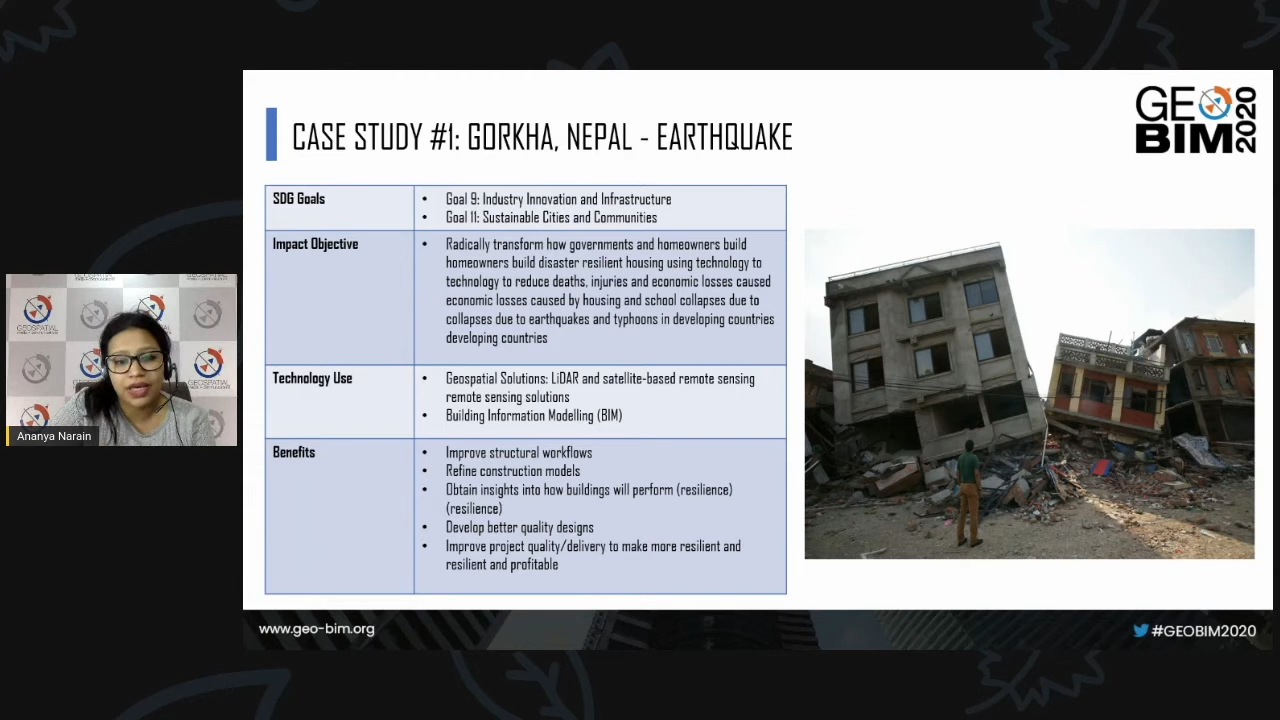 GEO
BIM
2020
CASE STUDY #1: GORKHA, NEPAL - EARTHQUAKE
SDG Goals
• Goal 9: Industry Innovation and Infrastructure
• Goal 11: Sustainable Cities and Communities
Impact Objective
• Radically transform how governments and homeowners build
homeowners build disaster resilient housing using technology to
technology to reduce deaths, injuries and economic losses caused
economic losses caused by housing and school collapses due to
collapses due to earthquakes and typhoons in developing countries
developing countries
Technology Use
• Geospatial Solutions: LiDAR and satellite-based remote sensing
remote sensing solutions
• Building Information Modelling (BIM)
Benefits
• Improve structural workflows
• Refine construction models
• Obtain insights into how buildings will perform (resilience)
(resilience)
• Develop better quality designs
• Improve project quality/delivery to make more resilient and
resilient and profitable
GEOSPATIAL
GEOSPATIAL
GEOSPATIAL
Ananya Narain
www.geo-bim.org
#GEOBIM2020